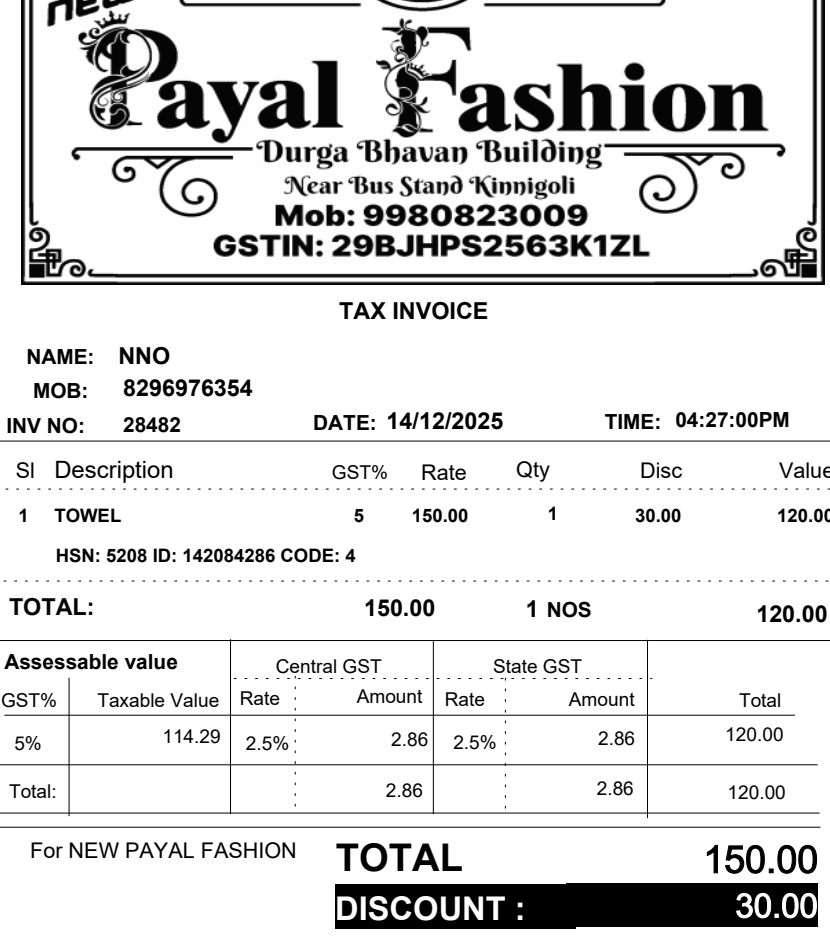 new
Payal Fashion
Durga Bhavan Building
Near Bus Stand Kinnigoli
Mob: 9980823009
GSTIN: 29BJHPS2563K1ZL
TAX INVOICE
NAME: NNO
MOB: 8296976354
INV NO: 28482 DATE: 14/12/2025 TIME: 04:27:00PM
Sl Description GST% Rate Qty Disc Value
1 TOWEL 5 150.00 1 30.00 120.00
HSN: 5208 ID: 142084286 CODE: 4
TOTAL: 150.00 1 NOS 120.00
Assessable value Central GST State GST
GST% Taxable Value Rate Amount Rate Amount Total
5% 114.29 2.5% 2.86 2.5% 2.86 120.00
Total: 2.86 2.86 120.00
For NEW PAYAL FASHION TOTAL 150.00
DISCOUNT : 30.00